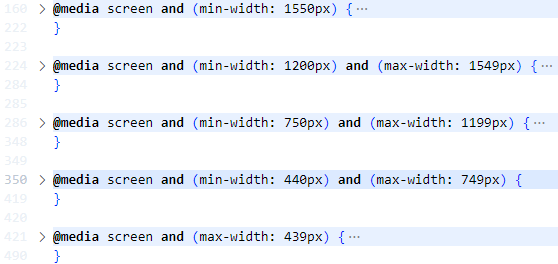 160 > @media screen and (min-width: 1550px) { ⋯
222 }
223
224 > @media screen and (min-width: 1200px) and (max-width: 1549px) { ⋯
284 }
285
286 > @media screen and (min-width: 750px) and (max-width: 1199px) { ⋯
348 }
349
350 > @media screen and (min-width: 440px) and (max-width: 749px) {
419 }
420
421 > @media screen and (max-width: 439px) { ⋯
490 }